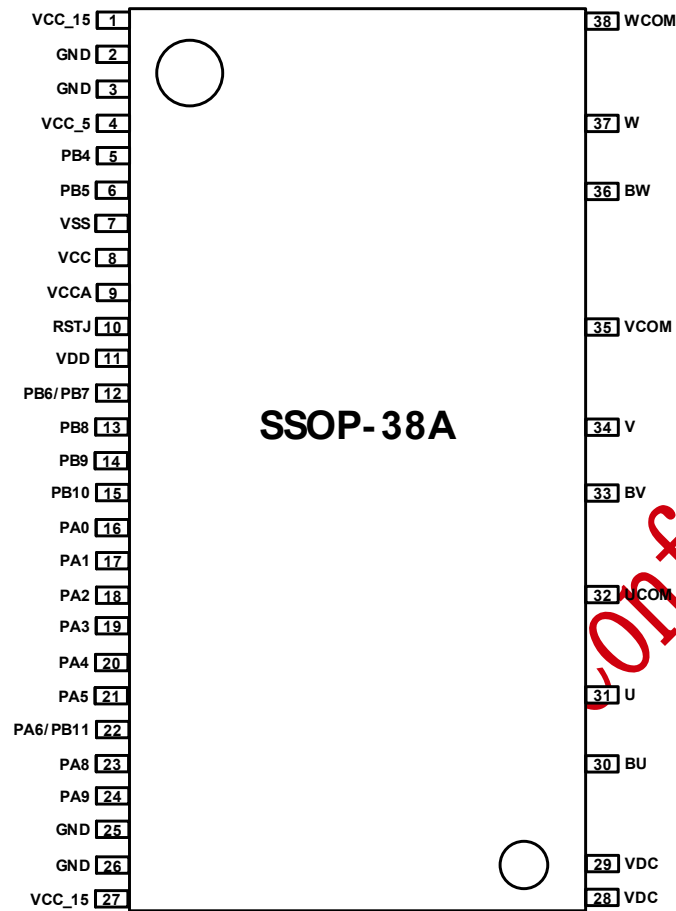 VCC_15 1
GND 2
GND 3
VCC_5 4
PB4 5
PB5 6
VSS 7
VCC 8
VCCA 9
RSTJ 10
VDD 11
PB6/PB7 12
PB8 13
PB9 14
PB10 15
PA0 16
PA1 17
PA2 18
PA3 19
PA4 20
PA5 21
PA6/PB11 22
PA8 23
PA9 24
GND 25
GND 26
VCC_15 27
SSOP-38A
38 WCOM
37 W
36 BW
35 VCOM
34 V
33 BV
32 UCOM
31 U
30 BU
29 VDC
28 VDC